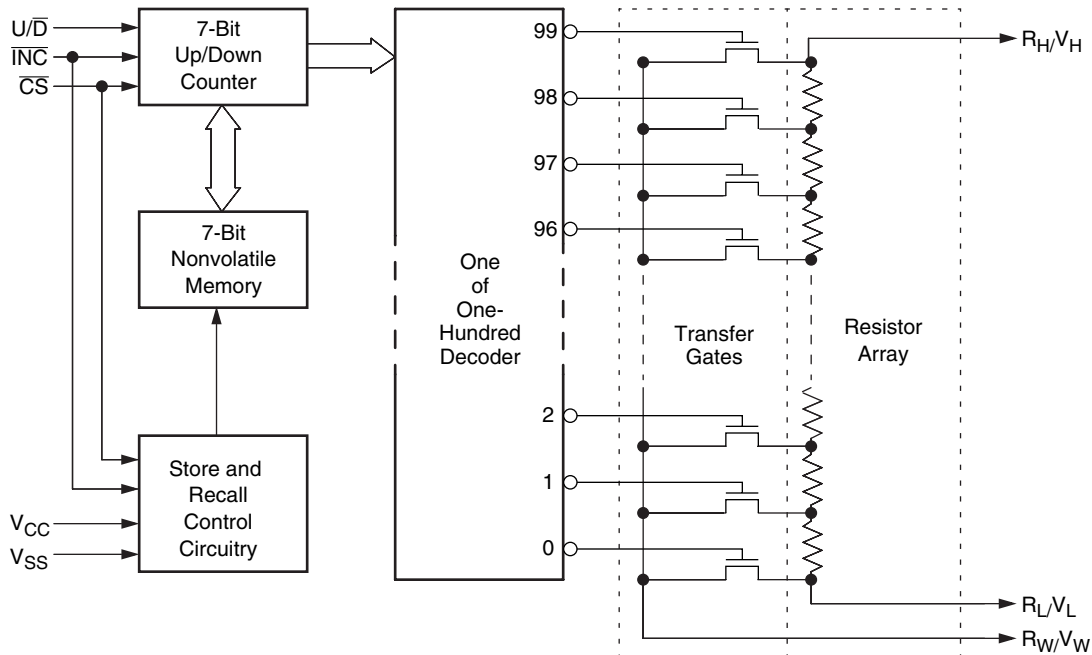 U/D̅
I̅N̅C̅
C̅S̅
7-Bit
Up/Down
Counter
7-Bit
Nonvolatile
Memory
Store and
Recall
Control
Circuitry
VCC
VSS
One
of
One-
Hundred
Decoder
99
98
97
96
2
1
0
Transfer
Gates
Resistor
Array
RH/VH
RL/VL
RW/VW